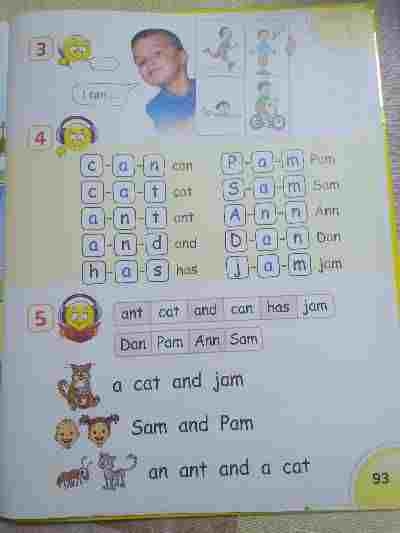 3
I can...
4
c-a-n can
c-a-t cat
a-n-t ant
a-n-d and
h-a-s has
P-a-m Pam
S-a-m Sam
A-n-n Ann
D-a-n Dan
j-a-m jam
5
ant cat and can has jam
Dan Pam Ann Sam
a cat and jam
Sam and Pam
an ant and a cat
93